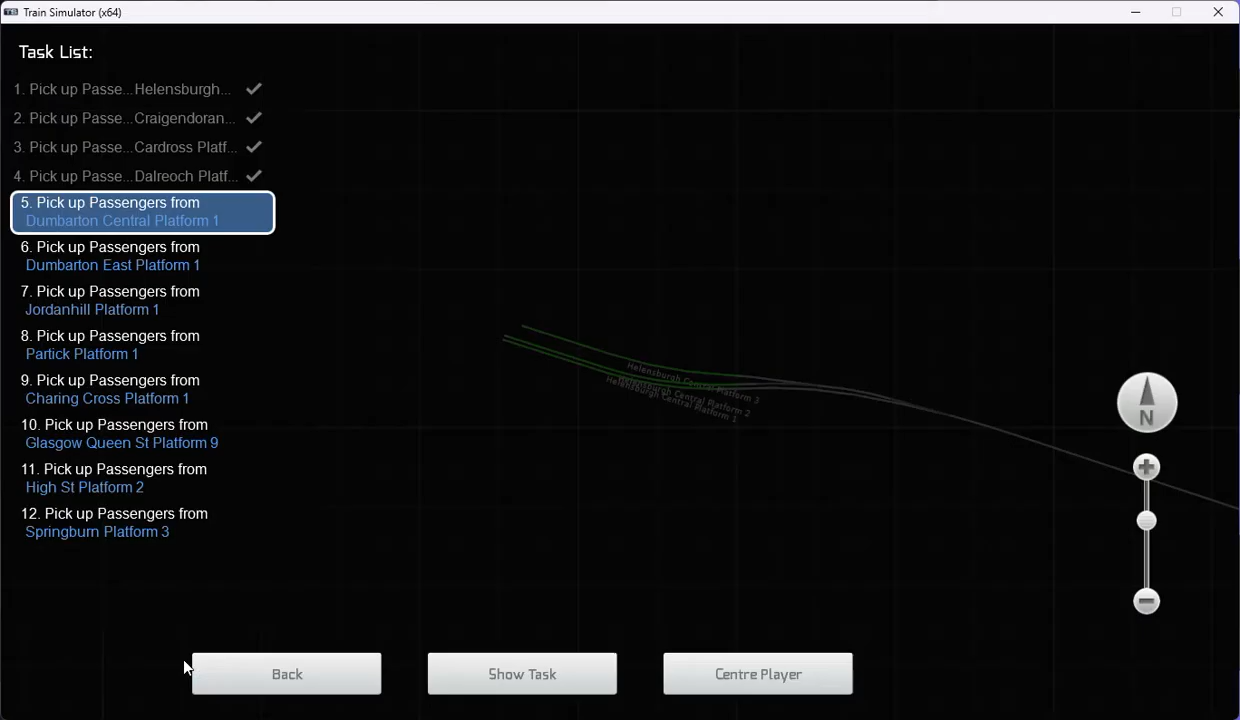 Train Simulator (x64)
Task List:
1. Pick up Passe...Helensburgh...
2. Pick up Passe...Craigendoran...
3. Pick up Passe...Cardross Platf...
4. Pick up Passe...Dalreoch Platf...
5. Pick up Passengers from
Dumbarton Central Platform 1
6. Pick up Passengers from
Dumbarton East Platform 1
7. Pick up Passengers from
Jordanhill Platform 1
8. Pick up Passengers from
Partick Platform 1
9. Pick up Passengers from
Charing Cross Platform 1
10. Pick up Passengers from
Glasgow Queen St Platform 9
11. Pick up Passengers from
High St Platform 2
12. Pick up Passengers from
Springburn Platform 3
Helensburgh Central Platform 3
Helensburgh Central Platform 2
Helensburgh Central Platform 1
N
Back
Show Task
Centre Player